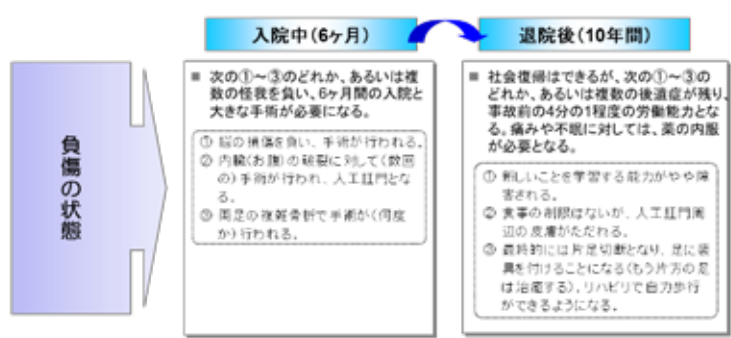 入院中(6ヶ月)
退院後(10年間)
負傷の状態
■ 次の①~③のどれか、あるいは複
数の怪我を負い、6ヶ月間の入院と
大きな手術が必要になる。
① 脳の損傷を負い、手術が行われる。
② 内臓(お腹)の破裂に対して(数回
の)手術が行われ、人工肛門とな
る。
③ 両足の複雑骨折で手術が(何度
か)行われる。
■ 社会復帰はできるが、次の①~③の
どれか、あるいは複数の後遺症が残り、
事故前の4分の1程度の労働能力とな
る。痛みや不眠に対しては、薬の内服
が必要となる。
① 新しいことを学習する能力がやや障
害される。
② 食事の制限はないが、人工肛門周
辺の皮膚がただれる。
③ 最終的には片足切断となり、足に装
具を付けることになる(もう片方の足
は治癒する)。リハビリで自力歩行
ができるようになる。